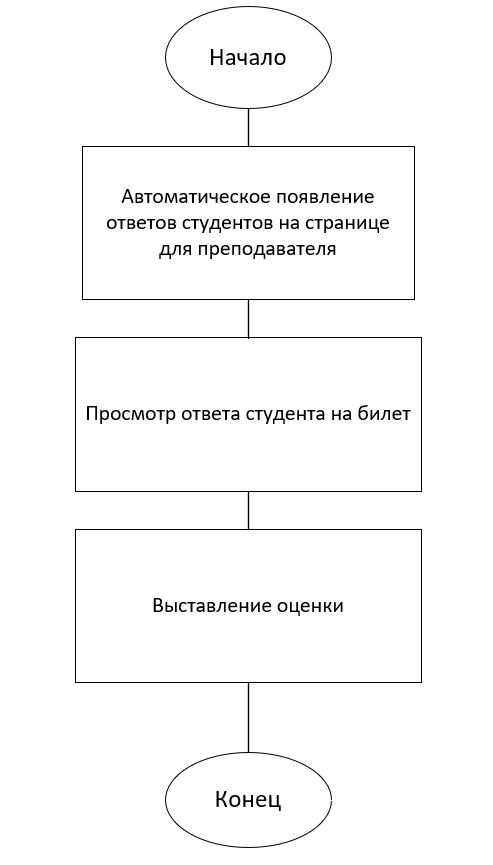 Начало
Автоматическое появление
ответов студентов на странице
для преподавателя
Просмотр ответа студента на билет
Выставление оценки
Конец